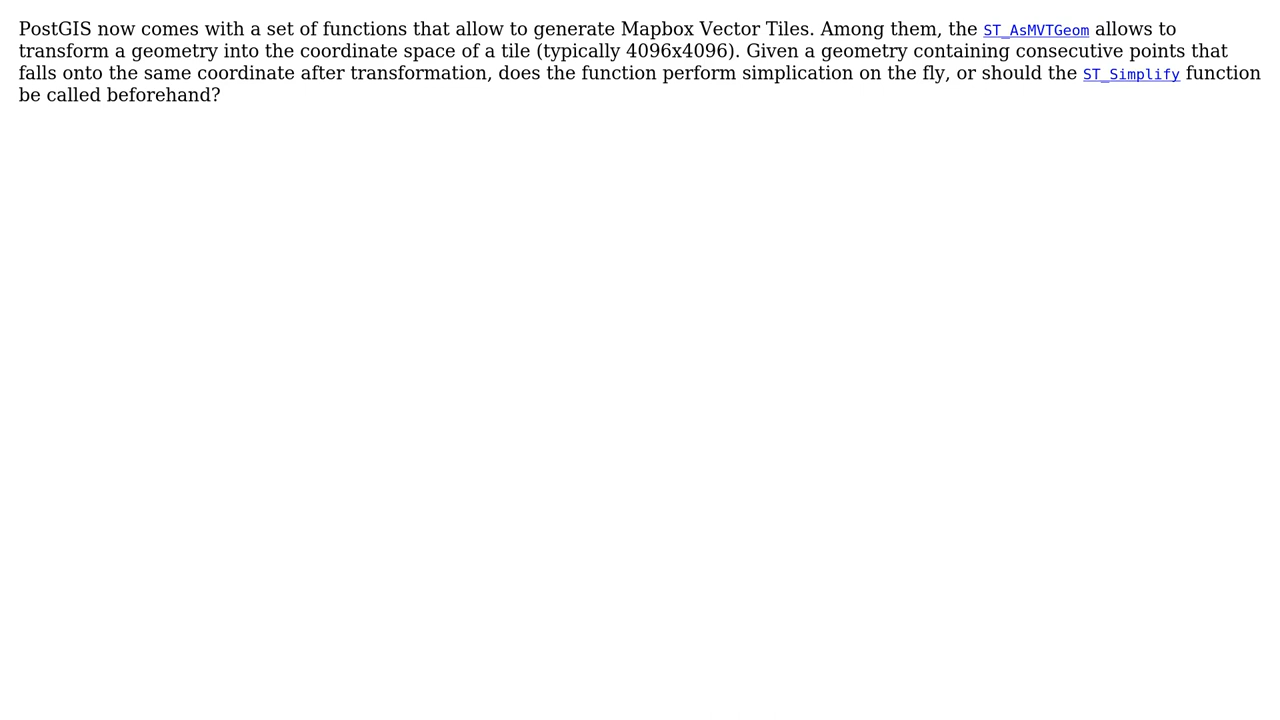 PostGIS now comes with a set of functions that allow to generate Mapbox Vector Tiles. Among them, the ST_AsMVTGeom allows to
transform a geometry into the coordinate space of a tile (typically 4096x4096). Given a geometry containing consecutive points that
falls onto the same coordinate after transformation, does the function perform simplication on the fly, or should the ST_Simplify function
be called beforehand?